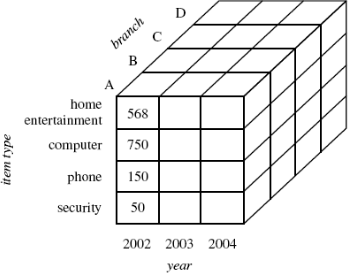 branch
D
C
B
A
home
entertainment
568
computer
750
phone
150
security
50
item type
2002 2003 2004
year